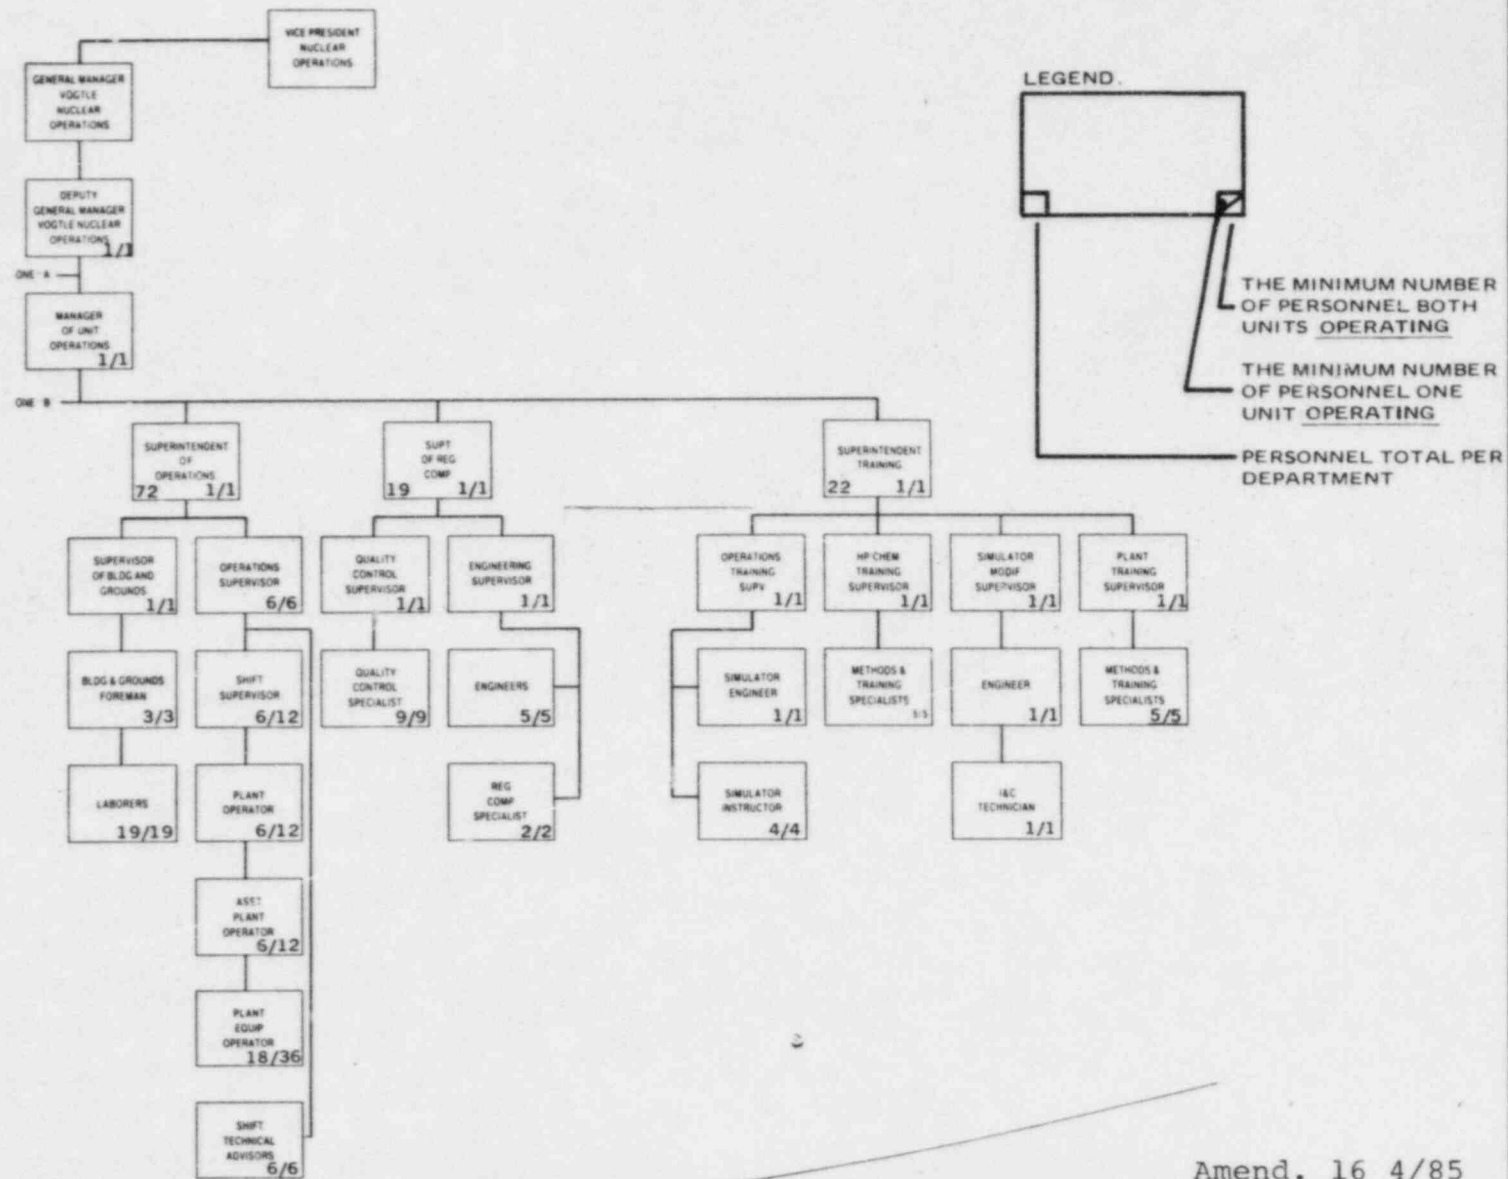 VICE PRESIDENT
NUCLEAR
OPERATIONS
GENERAL MANAGER
VOGTLE
NUCLEAR
OPERATIONS
DEPUTY
GENERAL MANAGER
VOGTLE NUCLEAR
OPERATIONS
1/1
ONE A
MANAGER
OF UNIT
OPERATIONS
1/1
ONE B
LEGEND.
THE MINIMUM NUMBER
OF PERSONNEL BOTH
UNITS OPERATING
THE MINIMUM NUMBER
OF PERSONNEL ONE
UNIT OPERATING
PERSONNEL TOTAL PER
DEPARTMENT
SUPERINTENDENT
OF
OPERATIONS
72 1/1
SUPT
OF REG
COMP
19 1/1
SUPERINTENDENT
TRAINING
22 1/1
SUPERVISOR
OF BLDG AND
GROUNDS
1/1
OPERATIONS
SUPERVISOR
6/6
QUALITY
CONTROL
SUPERVISOR
1/1
ENGINEERING
SUPERVISOR
1/1
OPERATIONS
TRAINING
SUPV
1/1
HP/CHEM
TRAINING
SUPERVISOR
1/1
SIMULATOR
MODIF
SUPERVISOR
1/1
PLANT
TRAINING
SUPERVISOR
1/1
BLDG & GROUNDS
FOREMAN
3/3
SHIFT
SUPERVISOR
6/12
QUALITY
CONTROL
SPECIALIST
9/9
ENGINEERS
5/5
SIMULATOR
ENGINEER
1/1
METHODS &
TRAINING
SPECIALISTS
ENGINEER
1/1
METHODS &
TRAINING
SPECIALISTS
5/5
LABORERS
19/19
PLANT
OPERATOR
6/12
REG
COMP
SPECIALIST
2/2
SIMULATOR
INSTRUCTOR
4/4
I&C
TECHNICIAN
1/1
ASST
PLANT
OPERATOR
6/12
PLANT
EQUIP
OPERATOR
18/36
SHIFT
TECHNICAL
ADVISORS
6/6
Amend. 16 4/85